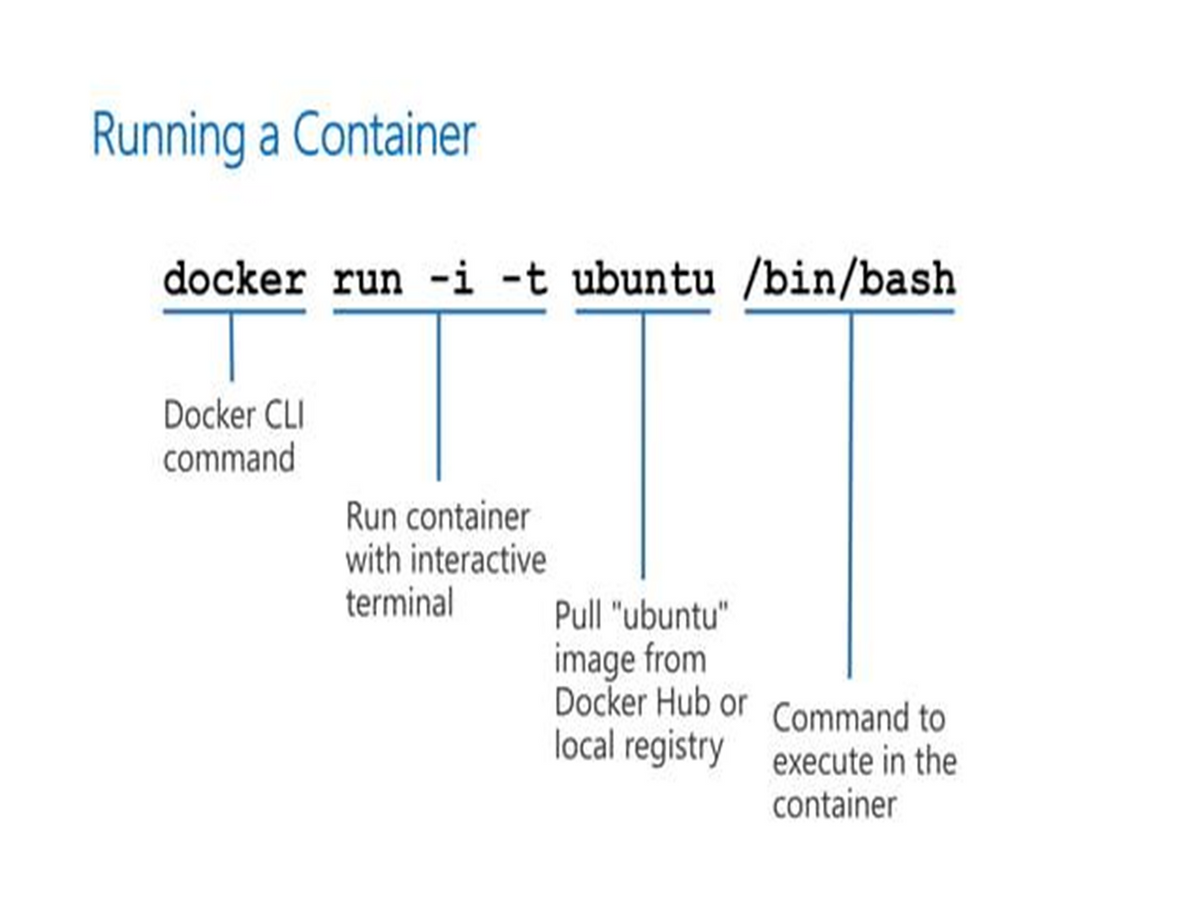 Running a Container
docker run -i -t ubuntu /bin/bash
Docker CLI
command
Run container
with interactive
terminal
Pull "ubuntu"
image from
Docker Hub or
local registry
Command to
execute in the
container